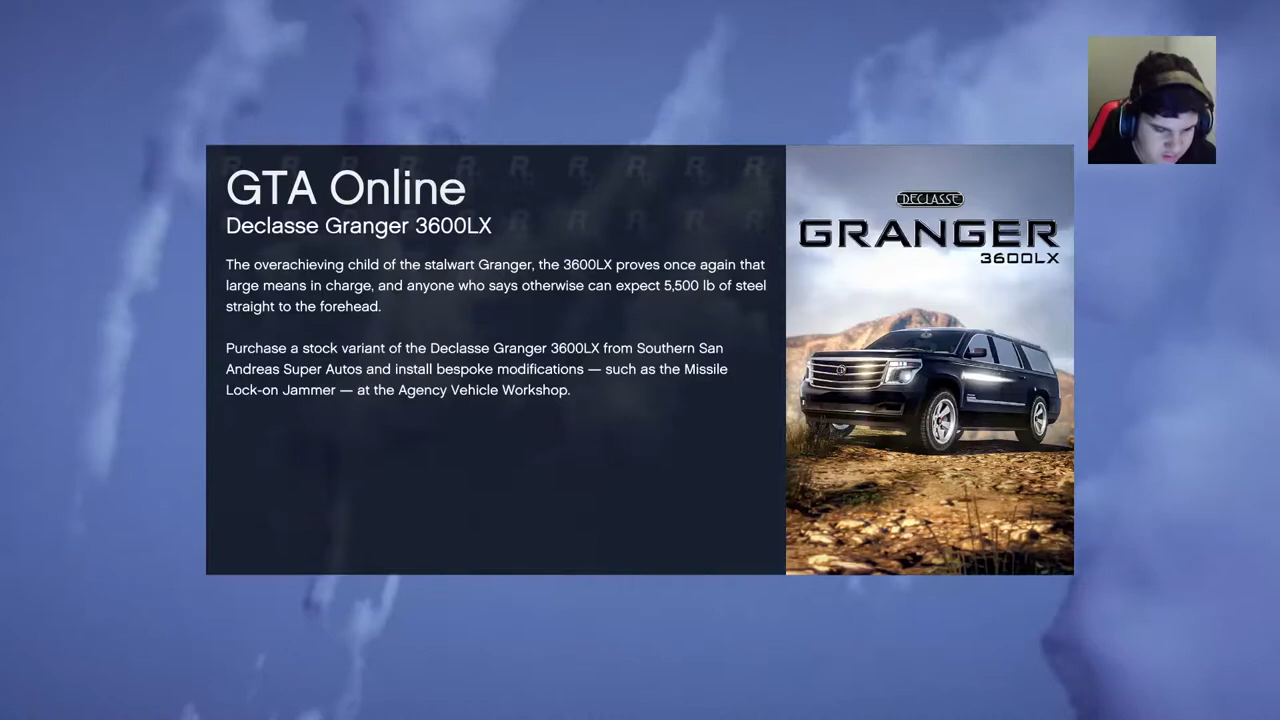 GTA Online
Declasse Granger 3600LX
The overachieving child of the stalwart Granger, the 3600LX proves once again that
large means in charge, and anyone who says otherwise can expect 5,500 lb of steel
straight to the forehead.
Purchase a stock variant of the Declasse Granger 3600LX from Southern San
Andreas Super Autos and install bespoke modifications — such as the Missile
Lock-on Jammer — at the Agency Vehicle Workshop.
DECLASSE
GRANGER
3600LX